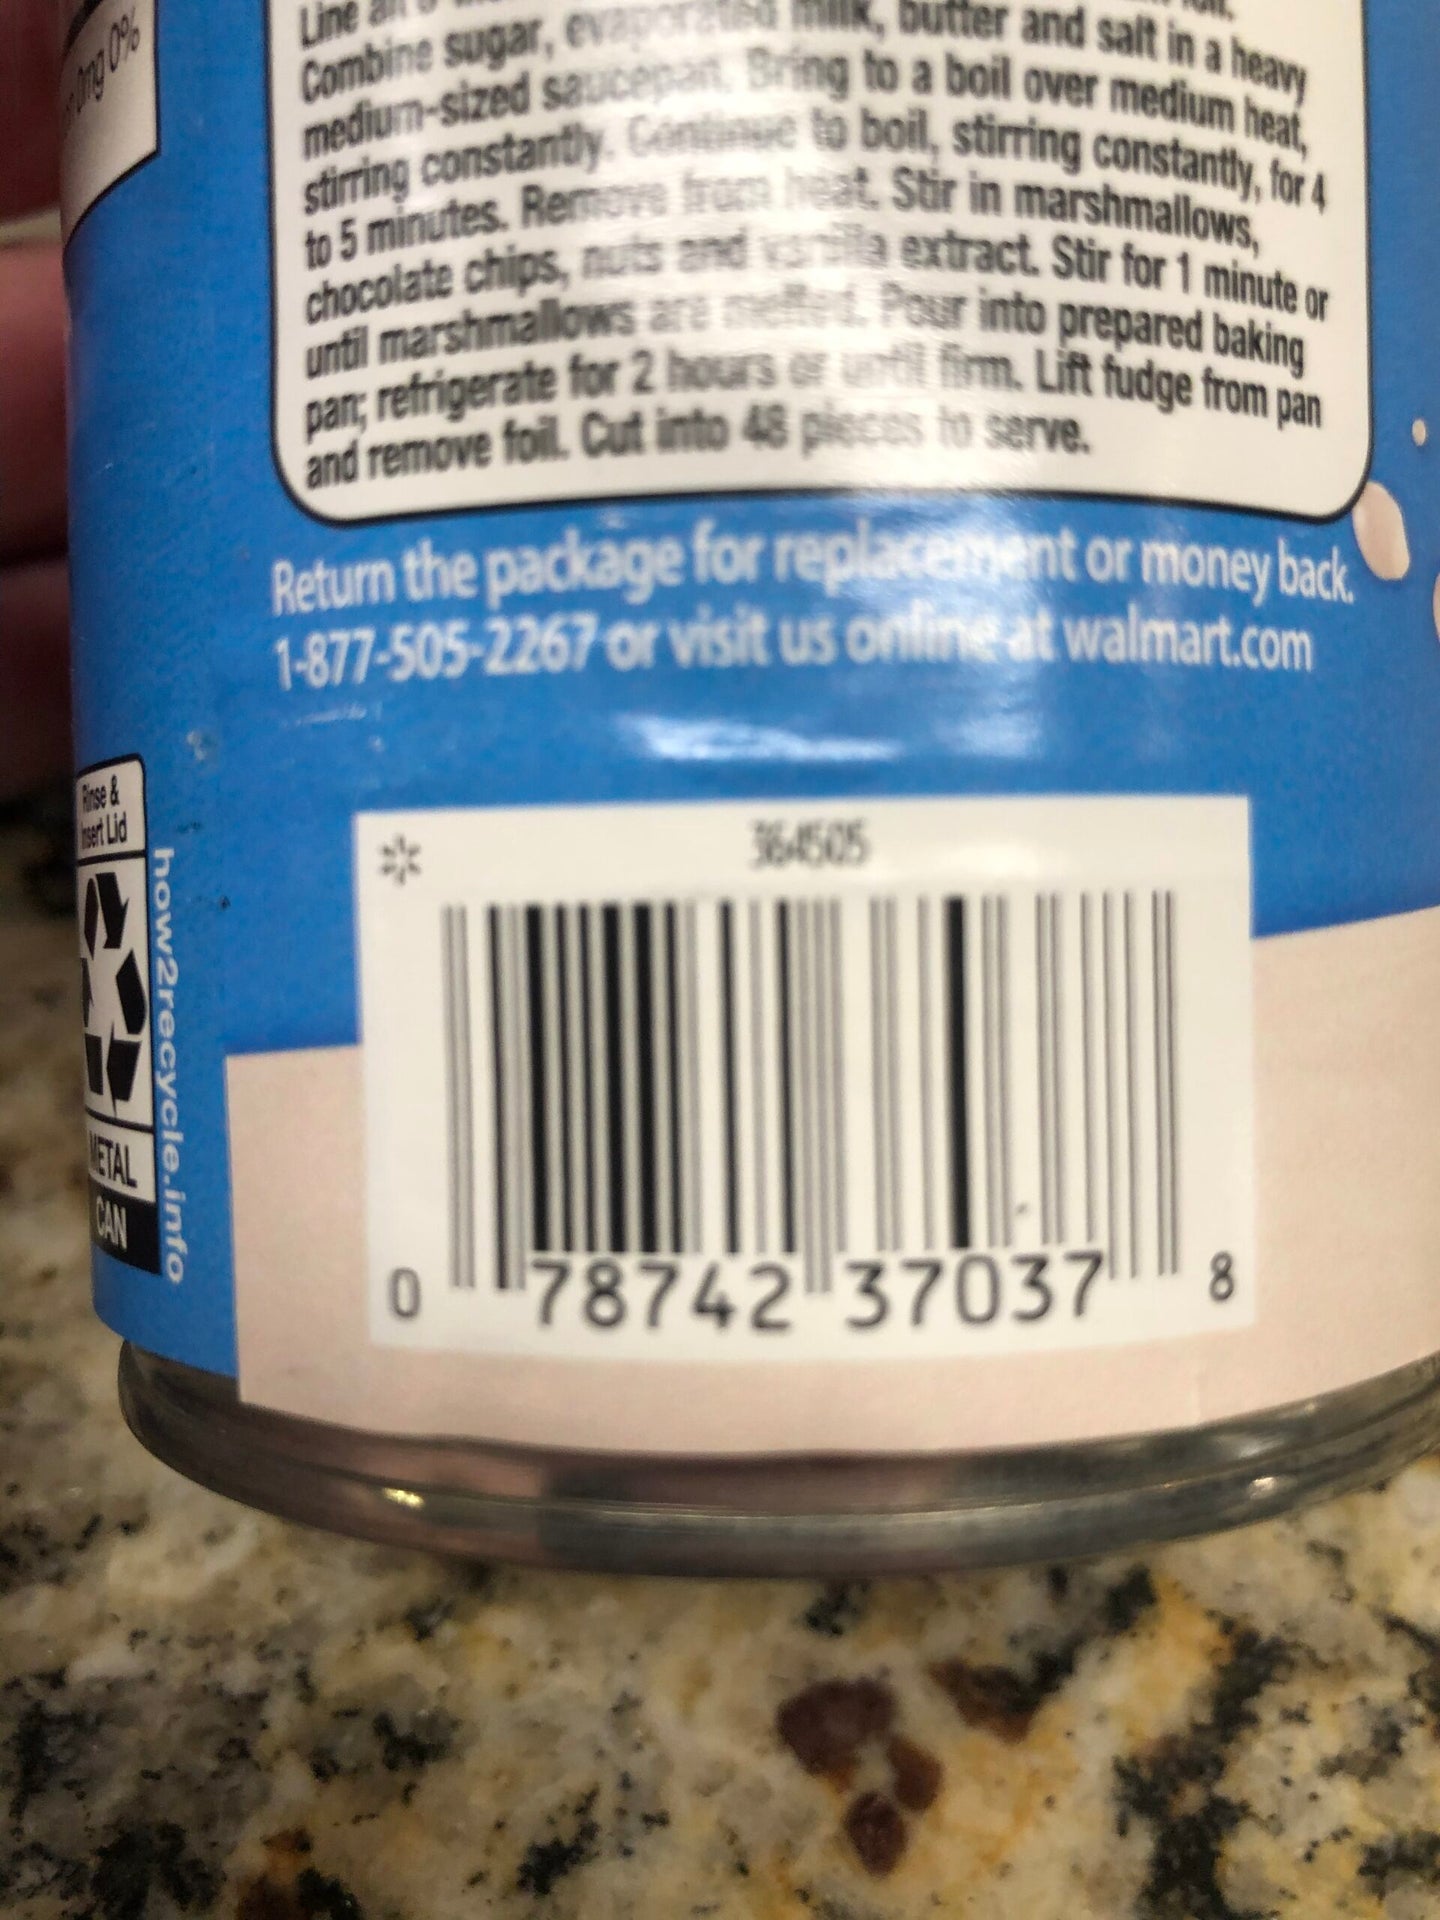 0mg 0%
Line an
Combine sugar, evaporated milk, butter and salt in a heavy
medium-sized saucepan. Bring to a boil over medium heat,
stirring constantly. Continue to boil, stirring constantly, for 4
to 5 minutes. Remove from heat. Stir in marshmallows,
chocolate chips, nuts and vanilla extract. Stir for 1 minute or
until marshmallows are melted. Pour into prepared baking
pan; refrigerate for 2 hours or until firm. Lift fudge from pan
and remove foil. Cut into 48 pieces to serve.
Return the package for replacement or money back.
1-877-505-2267 or visit us online at walmart.com
Rinse &
Insert Lid
how2recycle.info
METAL
CAN
364505
0 78742 37037 8